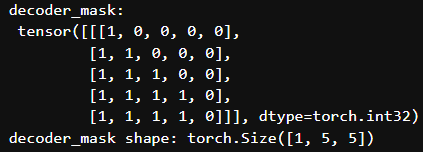 decoder_mask:
 tensor([[[1, 0, 0, 0, 0],
         [1, 1, 0, 0, 0],
         [1, 1, 1, 0, 0],
         [1, 1, 1, 1, 0],
         [1, 1, 1, 1, 0]]], dtype=torch.int32)
decoder_mask shape: torch.Size([1, 5, 5])